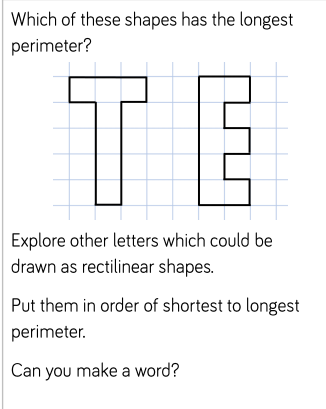 Which of these shapes has the longest
perimeter?
T E
Explore other letters which could be
drawn as rectilinear shapes.
Put them in order of shortest to longest
perimeter.
Can you make a word?